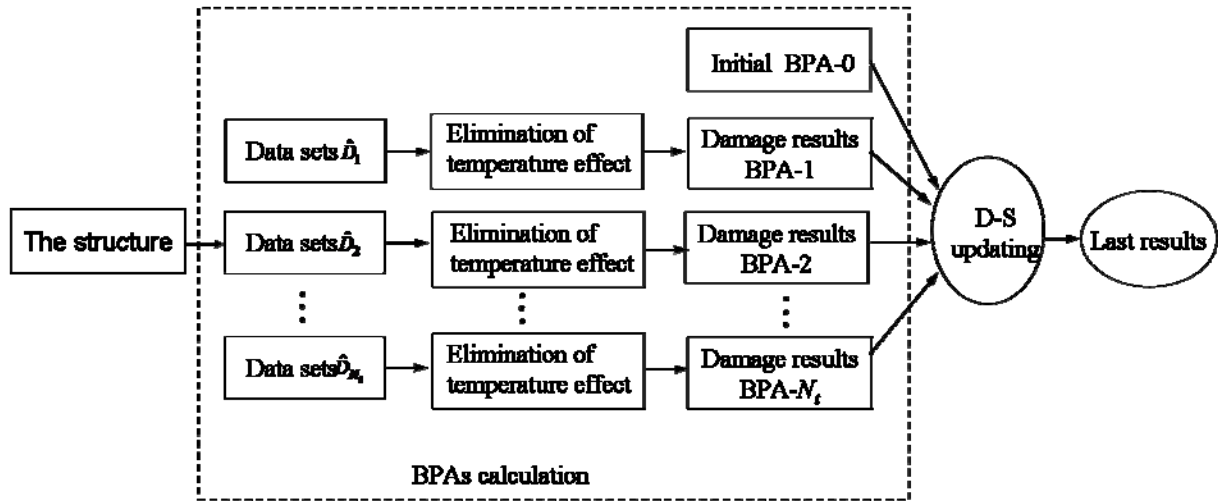 Initial BPA-0
Data sets D̂₁
Elimination of
temperature effect
Damage results
BPA-1
The structure
Data sets D̂₂
Elimination of
temperature effect
Damage results
BPA-2
D-S
updating
Last results
Data sets
Elimination of
temperature effect
Damage results
BPA-Nₜ
BPAs calculation